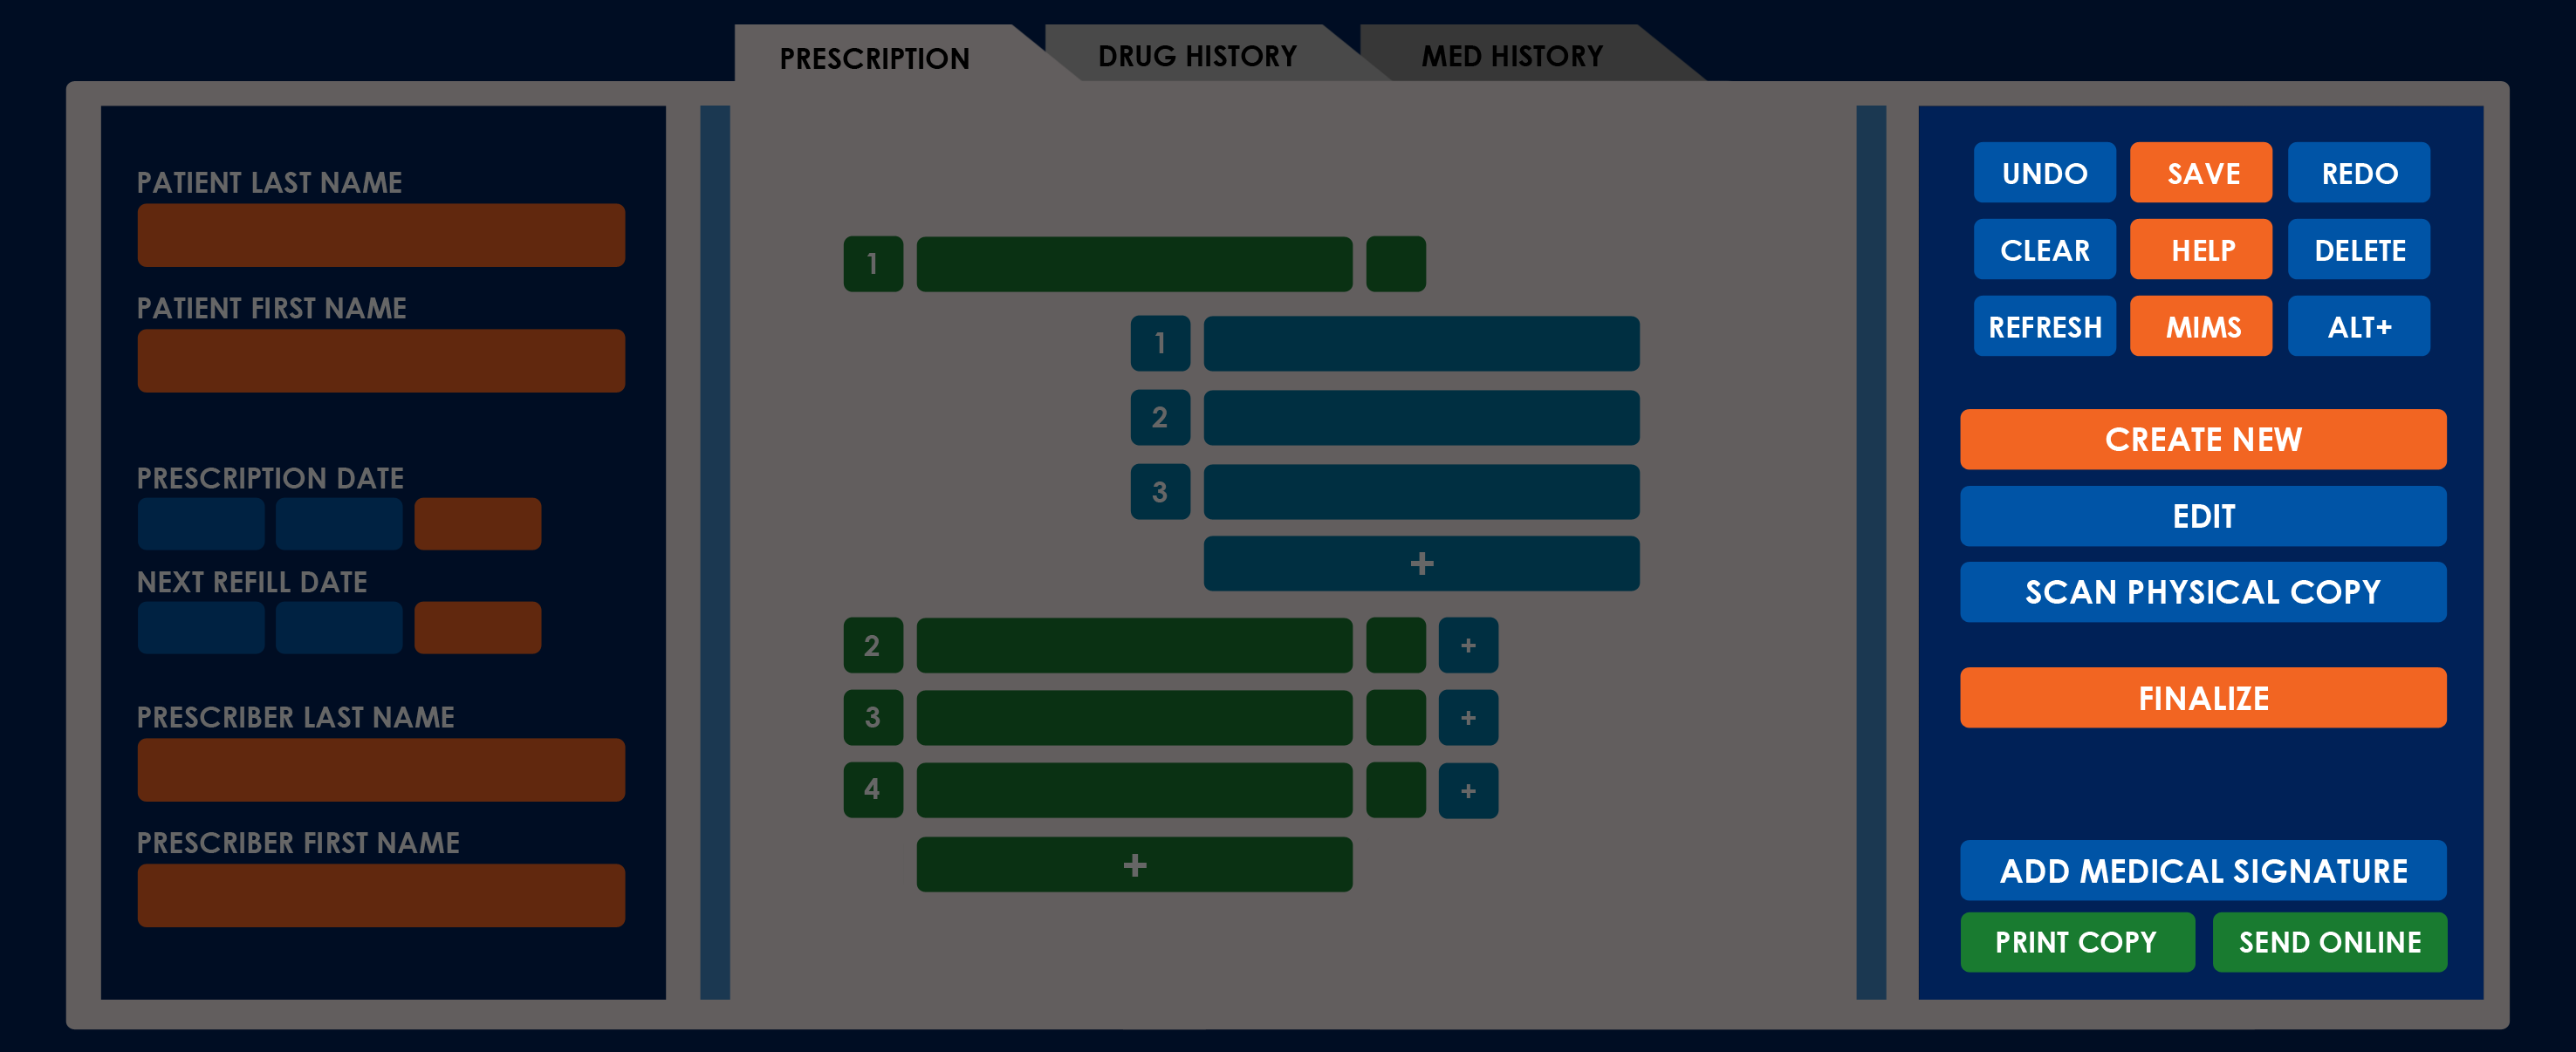 PRESCRIPTION
DRUG HISTORY
MED HISTORY
PATIENT LAST NAME
PATIENT FIRST NAME
PRESCRIPTION DATE
NEXT REFILL DATE
PRESCRIBER LAST NAME
PRESCRIBER FIRST NAME
1
1
2
3
+
2 +
3 +
4 +
+
UNDO SAVE REDO
CLEAR HELP DELETE
REFRESH MIMS ALT+
CREATE NEW
EDIT
SCAN PHYSICAL COPY
FINALIZE
ADD MEDICAL SIGNATURE
PRINT COPY SEND ONLINE